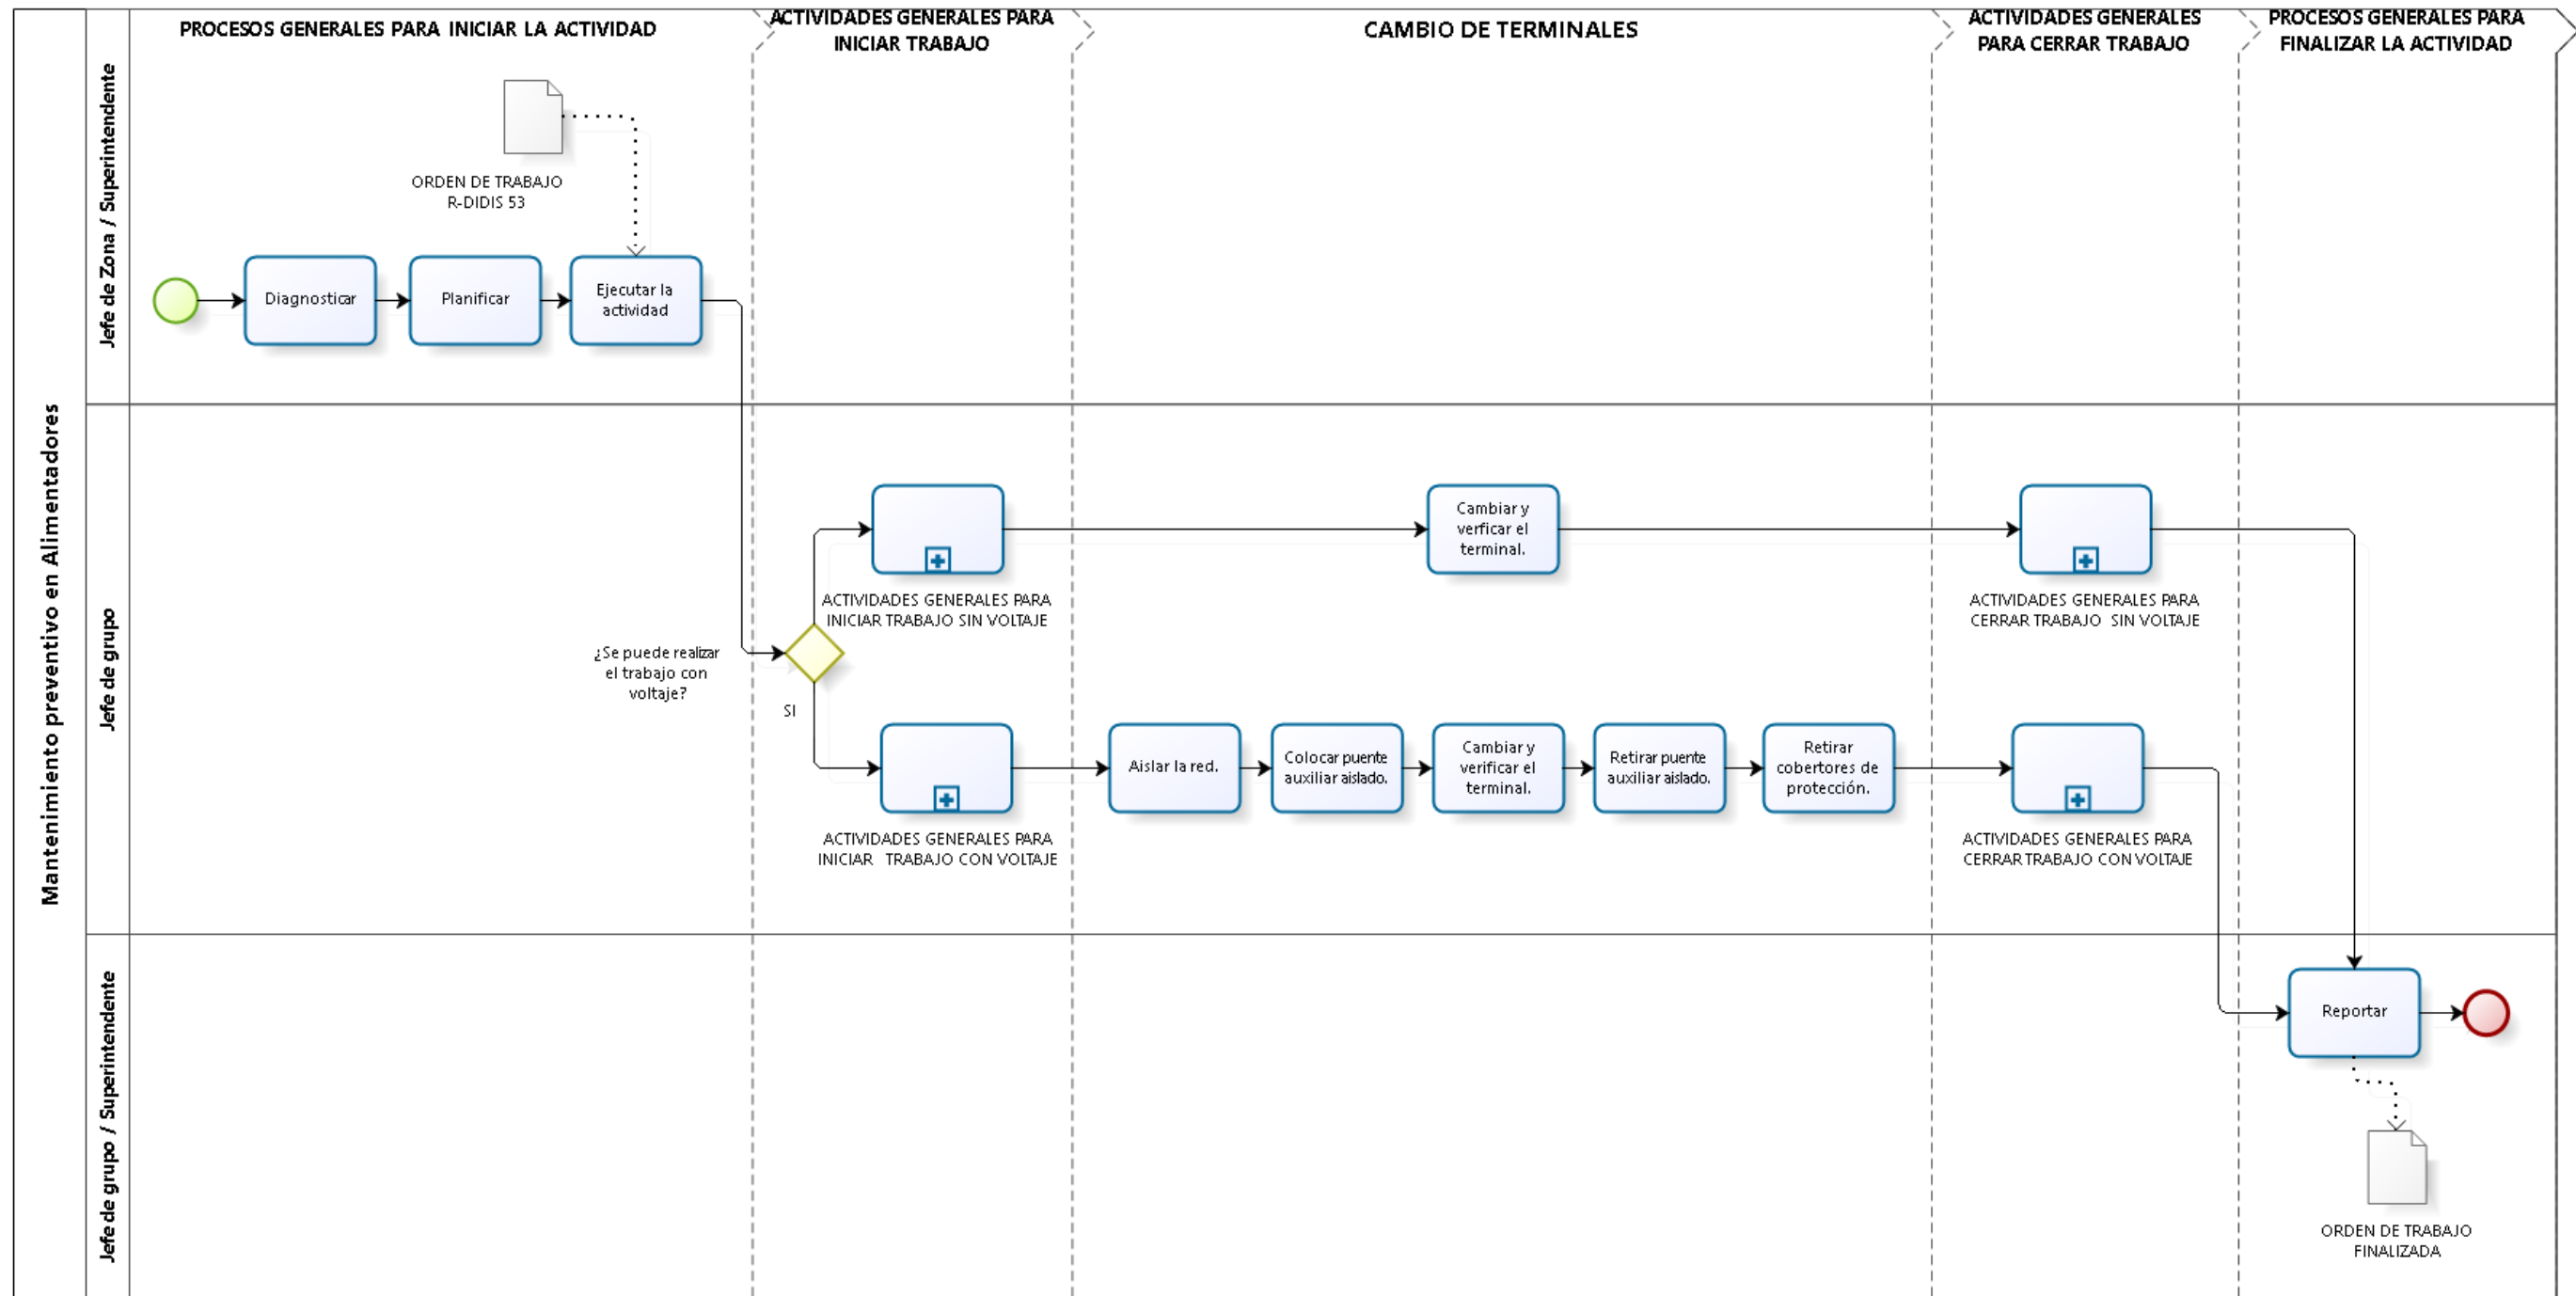 PROCESOS GENERALES PARA INICIAR LA ACTIVIDAD
ACTIVIDADES GENERALES PARA
INICIAR TRABAJO
CAMBIO DE TERMINALES
ACTIVIDADES GENERALES
PARA CERRAR TRABAJO
PROCESOS GENERALES PARA
FINALIZAR LA ACTIVIDAD
Mantenimiento preventivo en Alimentadores
Jefe de Zona / Superintendente
ORDEN DE TRABAJO
R-DIDIS 53
Diagnosticar
Planificar
Ejecutar la
actividad
Jefe de grupo
¿Se puede realizar
el trabajo con
voltaje?
SI
ACTIVIDADES GENERALES PARA
INICIAR TRABAJO SIN VOLTAJE
Cambiar y
verficar el
terminal.
ACTIVIDADES GENERALES PARA
CERRAR TRABAJO SIN VOLTAJE
ACTIVIDADES GENERALES PARA
INICIAR TRABAJO CON VOLTAJE
Aislar la red.
Colocar puente
auxiliar aislado.
Cambiar y
verificar el
terminal.
Retirar puente
auxiliar aislado.
Retirar
cobertores de
protección.
ACTIVIDADES GENERALES PARA
CERRAR TRABAJO CON VOLTAJE
Jefe de grupo / Superintendente
Reportar
ORDEN DE TRABAJO
FINALIZADA